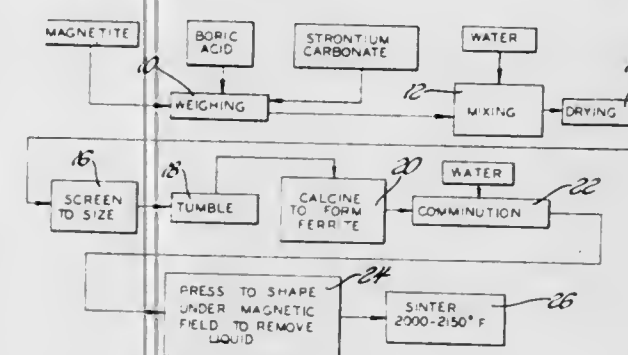 MAGNETITE
BORIC
ACID
STRONTIUM
CARBONATE
WATER
10
WEIGHING
12
MIXING
DRYING
16
SCREEN
TO SIZE
18
TUMBLE
CALCINE
TO FORM
FERRITE
20
WATER
COMMINUTION
22
PRESS TO SHAPE
UNDER MAGNETIC
FIELD TO REMOVE
LIQUID
24
SINTER
2000-2150° F
26